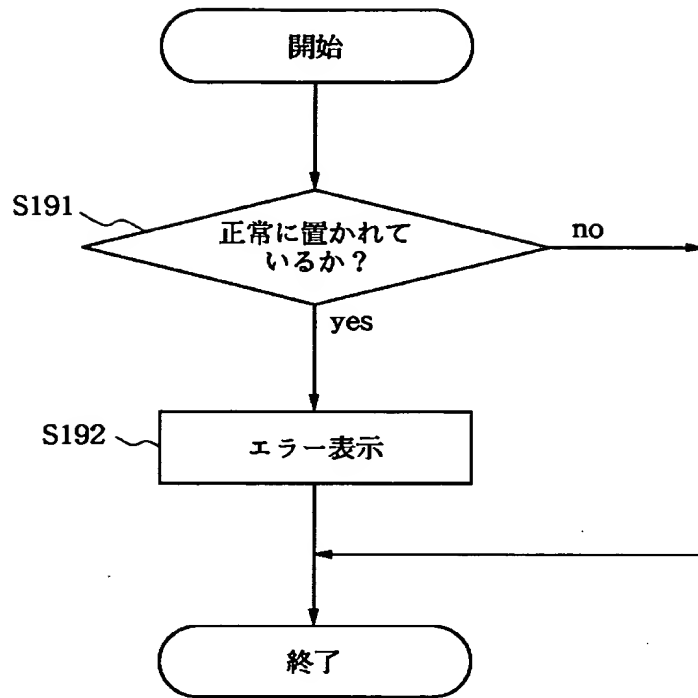 開始
S191
正常に置かれて
いるか?
no
yes
S192
エラー表示
終了